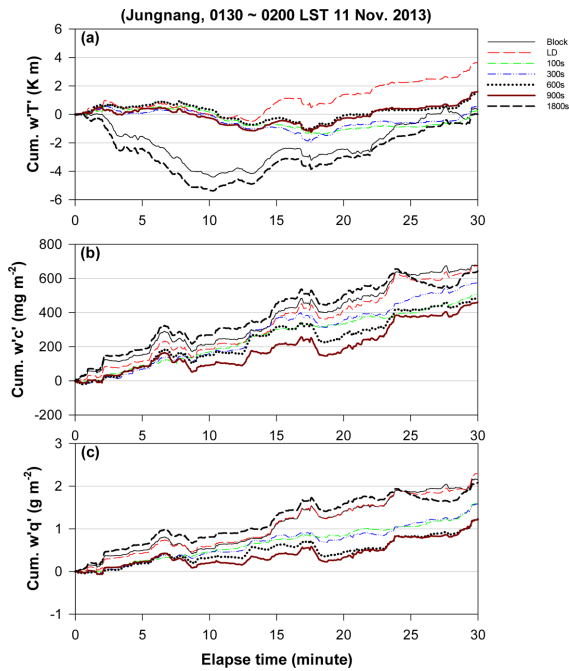 (Jungnang, 0130 ~ 0200 LST 11 Nov. 2013)
(a)
Cum. w'T' (K m)
6
4
2
0
-2
-4
-6
0 5 10 15 20 25 30
Block
LD
100s
300s
600s
900s
1800s
(b)
Cum. w'c' (mg m-2)
800
600
400
200
0
-200
0 5 10 15 20 25 30
(c)
Cum. w'q' (g m-2)
3
2
1
0
-1
0 5 10 15 20 25 30
Elapse time (minute)